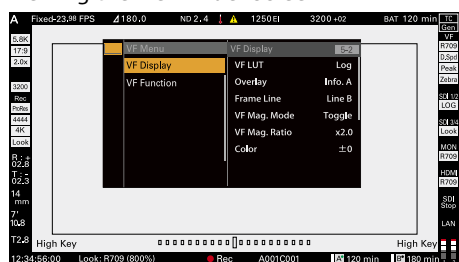 A Fixed-23.98 FPS ⊿180.0 ND 2.4 1250EI 3200 +02 BAT 120 min TC
Gen
5.8K
17:9
2.0x
3200
Rec
ProRes
4444
4K
Look
R : +
02.8
T : -
02.3
14
mm
7'
10.8
T2.8
VF Menu
VF Display
VF Function
VF Display 5-2
VF LUT Log
Overlay Info. A
Frame Line Line B
VF Mag. Mode Toggle
VF Mag. Ratio x2.0
Color ±0
VF
R709
D.Spd
Peak
Zebra
SDI 1/2
LOG
SDI 3/4
Look
MON
R709
HDMI
R709
SDI
Stop
LAN
High Key High Key
12:34:56:00 Look: R709 (800%) Rec A001C001 A 120 min B 180 min